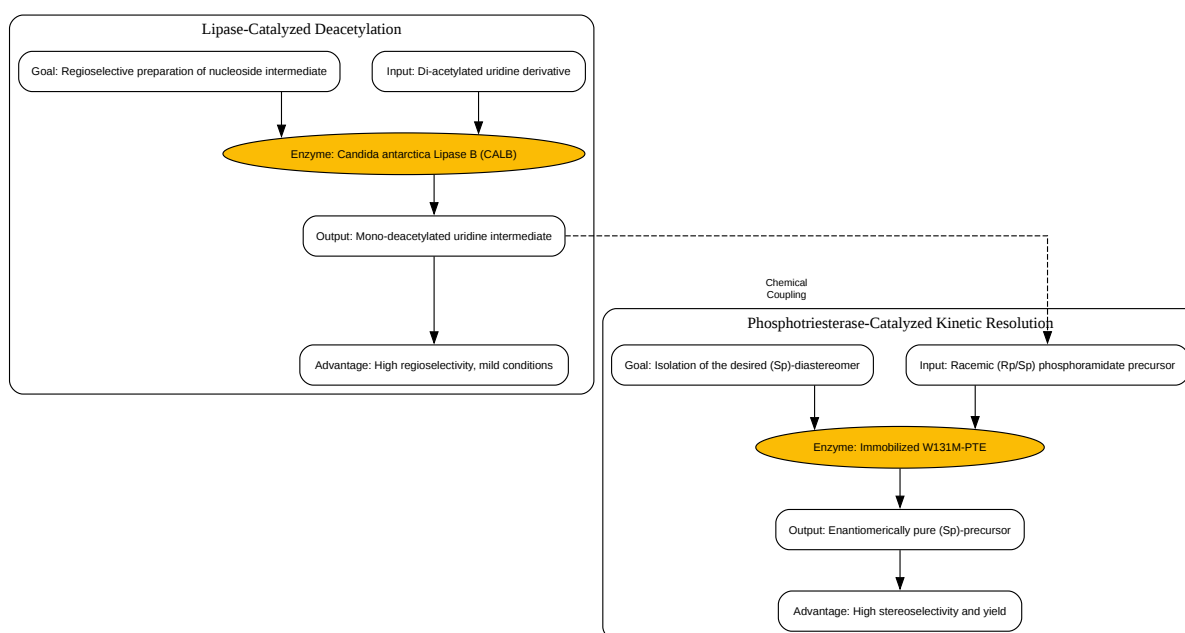 Lipase-Catalyzed Deacetylation
Goal: Regioselective preparation of nucleoside intermediate
Input: Di-acetylated uridine derivative
Enzyme: Candida antarctica Lipase B (CALB)
Output: Mono-deacetylated uridine intermediate
Advantage: High regioselectivity, mild conditions
Chemical
Coupling
Phosphotriesterase-Catalyzed Kinetic Resolution
Goal: Isolation of the desired (Sp)-diastereomer
Input: Racemic (Rp/Sp) phosphoramidate precursor
Enzyme: Immobilized W131M-PTE
Output: Enantiomerically pure (Sp)-precursor
Advantage: High stereoselectivity and yield